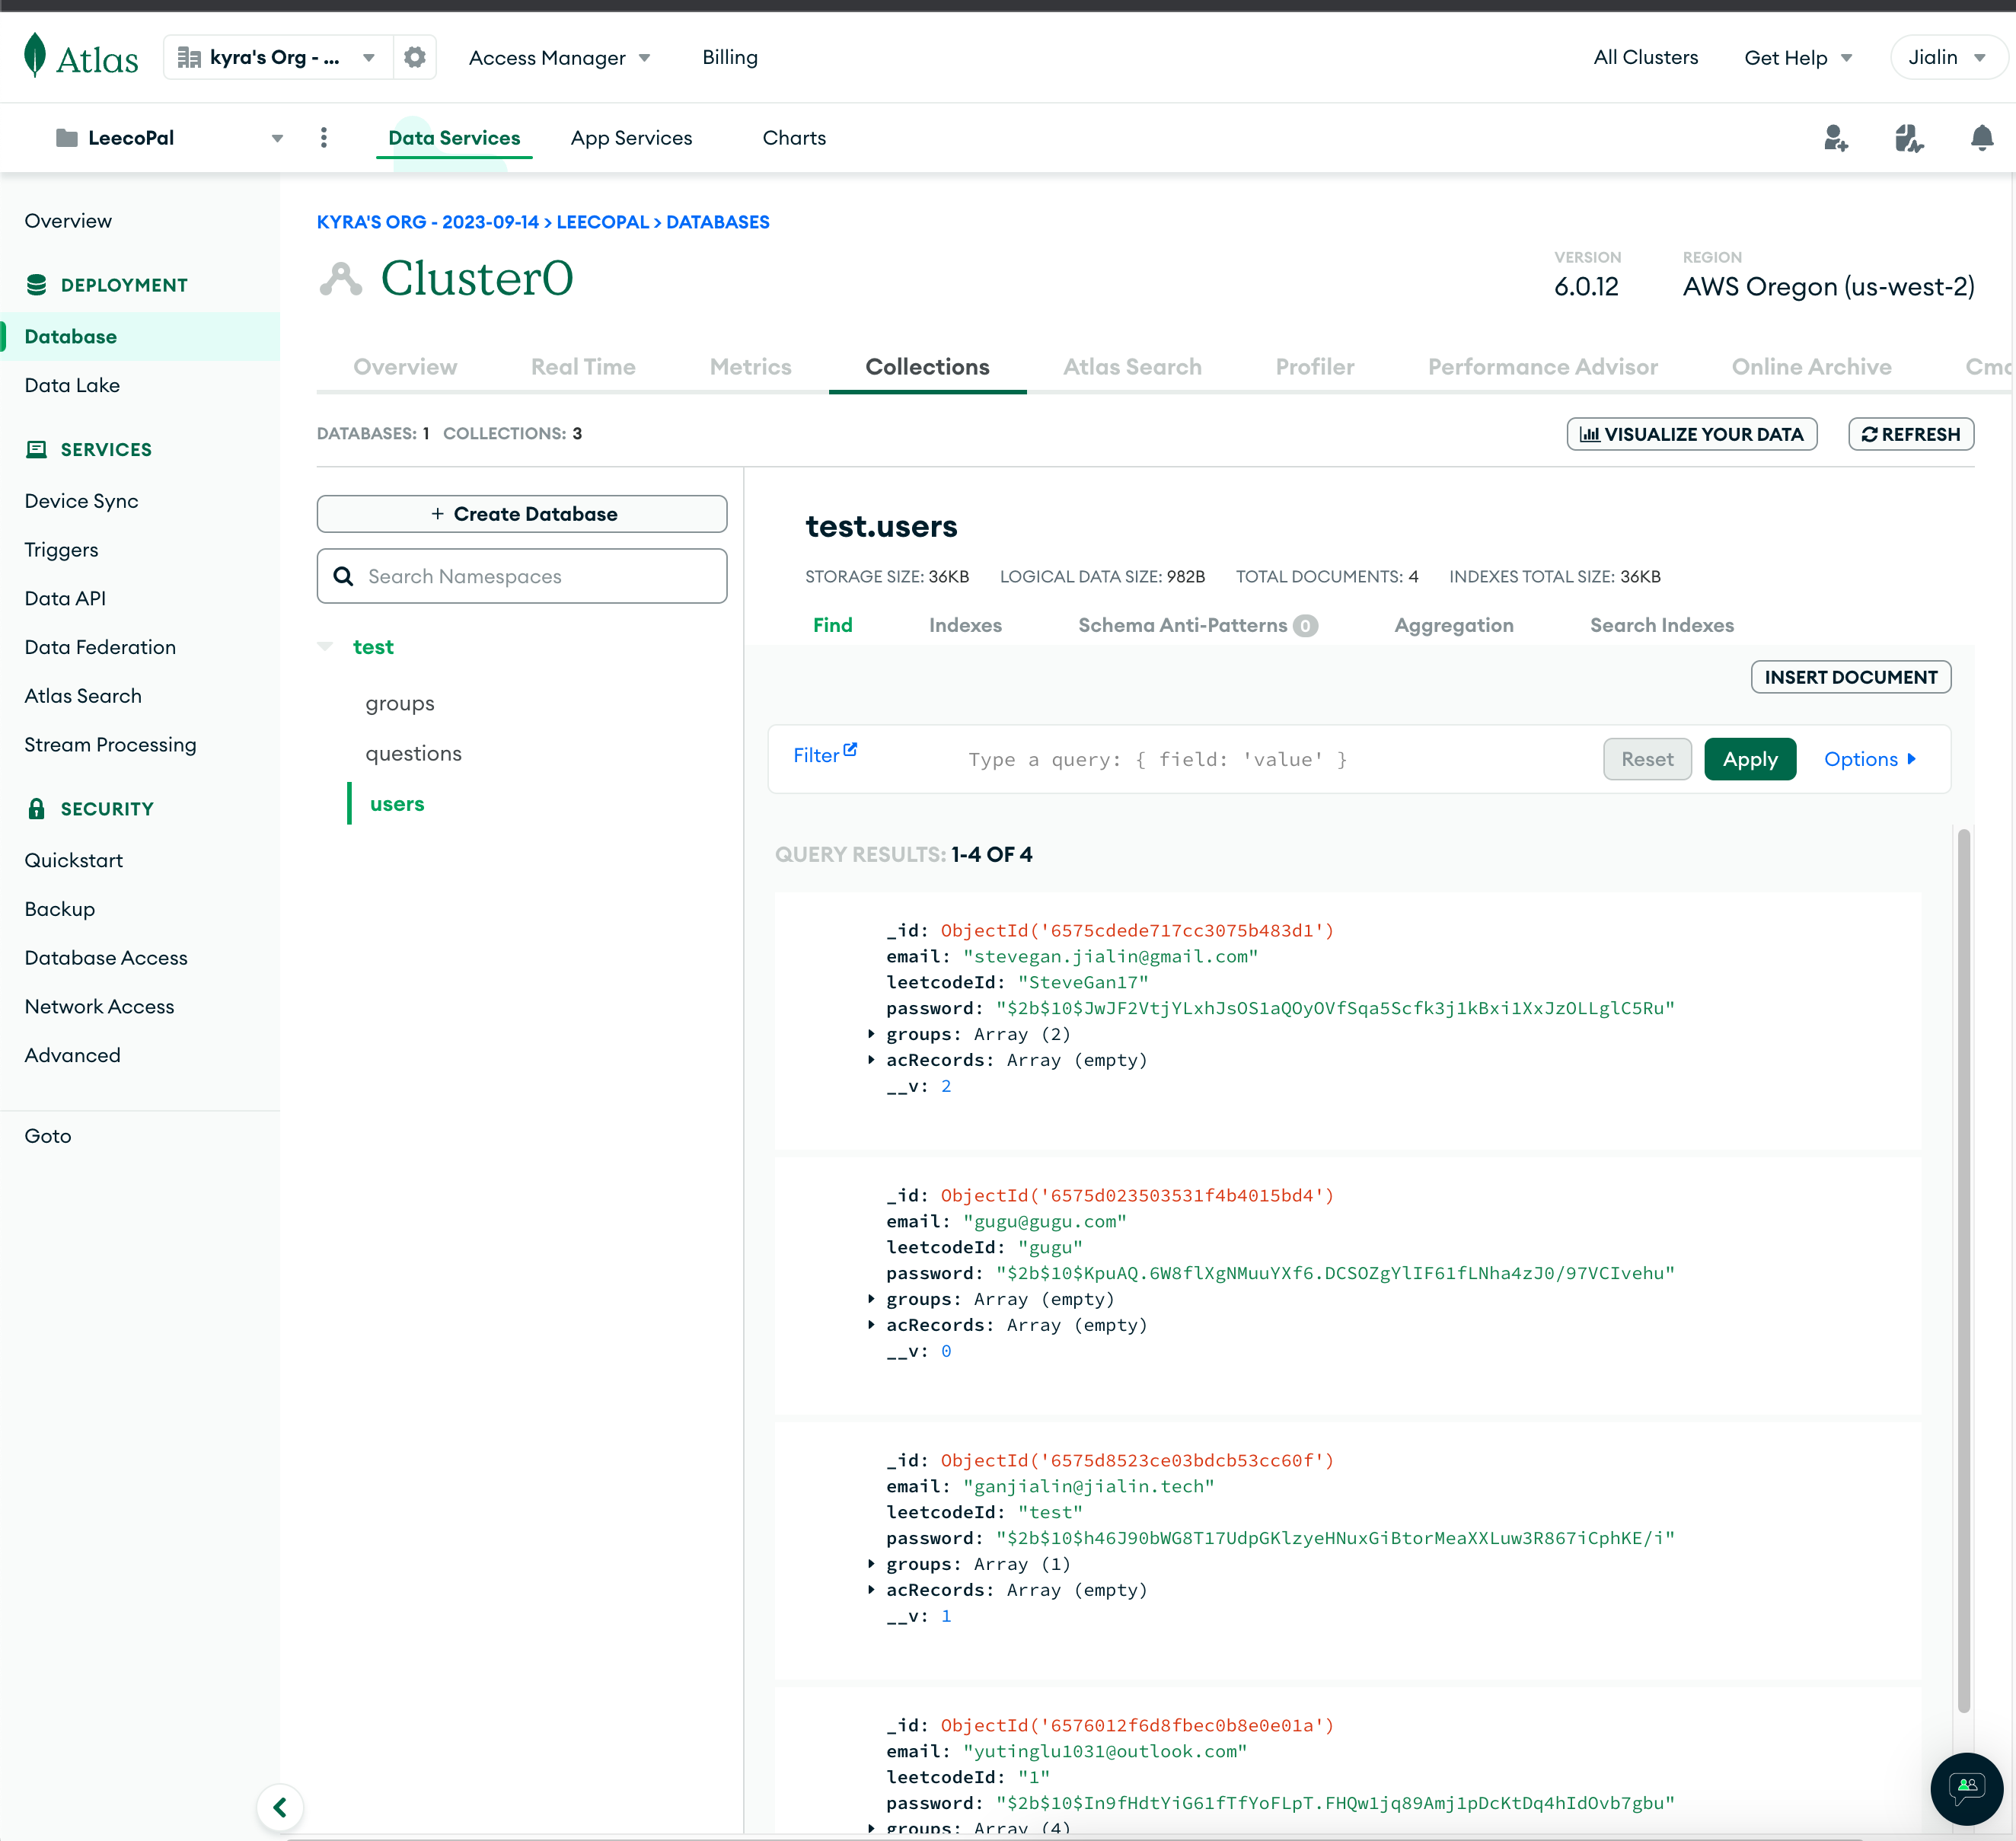 Atlas
kyra's Org - ...
Access Manager
Billing
All Clusters
Get Help
Jialin
LeecoPal
Data Services
App Services
Charts
Overview
DEPLOYMENT
Database
Data Lake
SERVICES
Device Sync
Triggers
Data API
Data Federation
Atlas Search
Stream Processing
SECURITY
Quickstart
Backup
Database Access
Network Access
Advanced
Goto
KYRA'S ORG - 2023-09-14 > LEECOPAL > DATABASES
Cluster0
VERSION
6.0.12
REGION
AWS Oregon (us-west-2)
Overview
Real Time
Metrics
Collections
Atlas Search
Profiler
Performance Advisor
Online Archive
DATABASES: 1 COLLECTIONS: 3
VISUALIZE YOUR DATA
REFRESH
+ Create Database
Search Namespaces
test
groups
questions
users
test.users
STORAGE SIZE: 36KB LOGICAL DATA SIZE: 982B TOTAL DOCUMENTS: 4 INDEXES TOTAL SIZE: 36KB
Find
Indexes
Schema Anti-Patterns 0
Aggregation
Search Indexes
INSERT DOCUMENT
Filter
Type a query: { field: 'value' }
Reset
Apply
Options
QUERY RESULTS: 1-4 OF 4
_id: ObjectId('6575cdede717cc3075b483d1')
email: "stevegan.jialin@gmail.com"
leetcodeId: "SteveGan17"
password: "$2b$10$JwJF2VtjYLxhJsOS1aQOyOVfSqa5Scfk3j1kBxi1XxJzOLLglC5Ru"
groups: Array (2)
acRecords: Array (empty)
__v: 2
_id: ObjectId('6575d023503531f4b4015bd4')
email: "gugu@gugu.com"
leetcodeId: "gugu"
password: "$2b$10$KpuAQ.6W8flXgNMuuYXf6.DCSOZgYlIF61fLNha4zJ0/97VCIvehu"
groups: Array (empty)
acRecords: Array (empty)
__v: 0
_id: ObjectId('6575d8523ce03bdcb53cc60f')
email: "ganjialin@jialin.tech"
leetcodeId: "test"
password: "$2b$10$h46J90bWG8T17UdpGKlzyeHNuxGiBtorMeaXXLuw3R867iCphKE/i"
groups: Array (1)
acRecords: Array (empty)
__v: 1
_id: ObjectId('6576012f6d8fbec0b8e0e01a')
email: "yutinglu1031@outlook.com"
leetcodeId: "1"
password: "$2b$10$In9fHdtYiG61fTfYoFLpT.FHQw1jq89Amj1pDcKtDq4hIdOvb7gbu"
groups: Array (4)